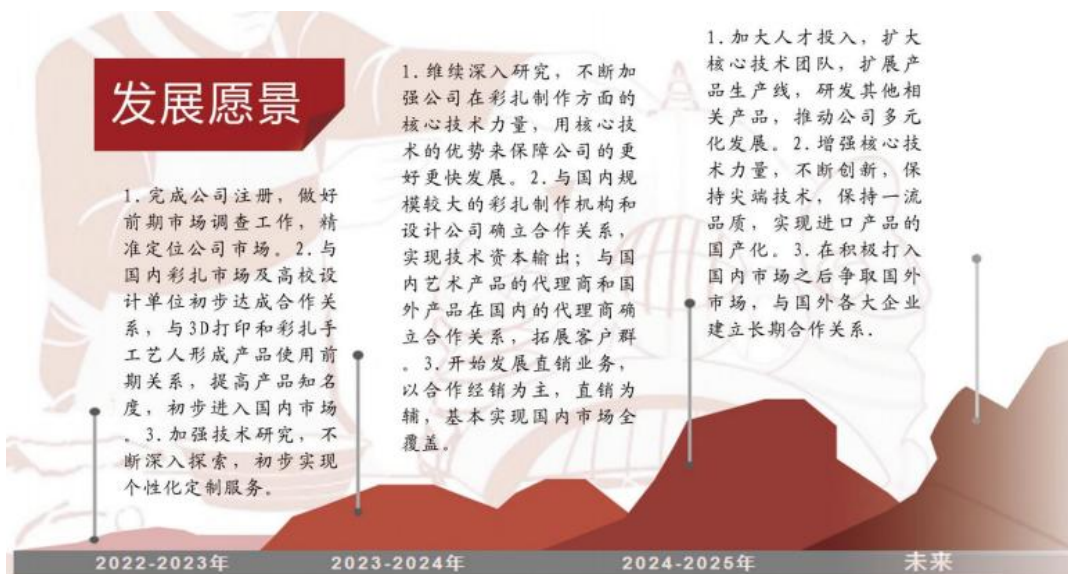 发展愿景
1.完成公司注册，做好
前期市场调查工作，精
准定位公司市场。2.与
国内彩扎市场及高校设
计单位初步达成合作关
系，与3D打印和彩扎手
工艺人形成产品使用前
期关系，提高产品知名
度，初步进入国内市场
。3.加强技术研究，不
断深入探索，初步实现
个性化定制服务。
1.维续深入研究，不断加
强公司在彩扎制作方面的
核心技术力量，用核心技
术的优势来保障公司的更
好更快发展。2.与国内规
模较大的彩扎制作机构和
设计公司确立合作关系，
实现技术资本输出；与国
内艺术产品的代理商和国
外产品在国内的代理商确
立合作关系，拓展客户群
。3.开始发展直销业务，
以合作经销为主，直销为
辅，基本实现国内市场全
覆盖。
1.加大人才投入，扩大
核心技术团队，扩展产
品生产线，研发其他相
关产品，推动公司多元
化发展。2.增强核心技
术力量，不断创新，保
持尖端技术，保持一流
品质，实现进口产品的
国产化。3.在积极打入
国内市场之后争取国外
市场，与国外各大企业
建立长期合作关系.
2022-2023年
2023-2024年
2024-2025年
未来